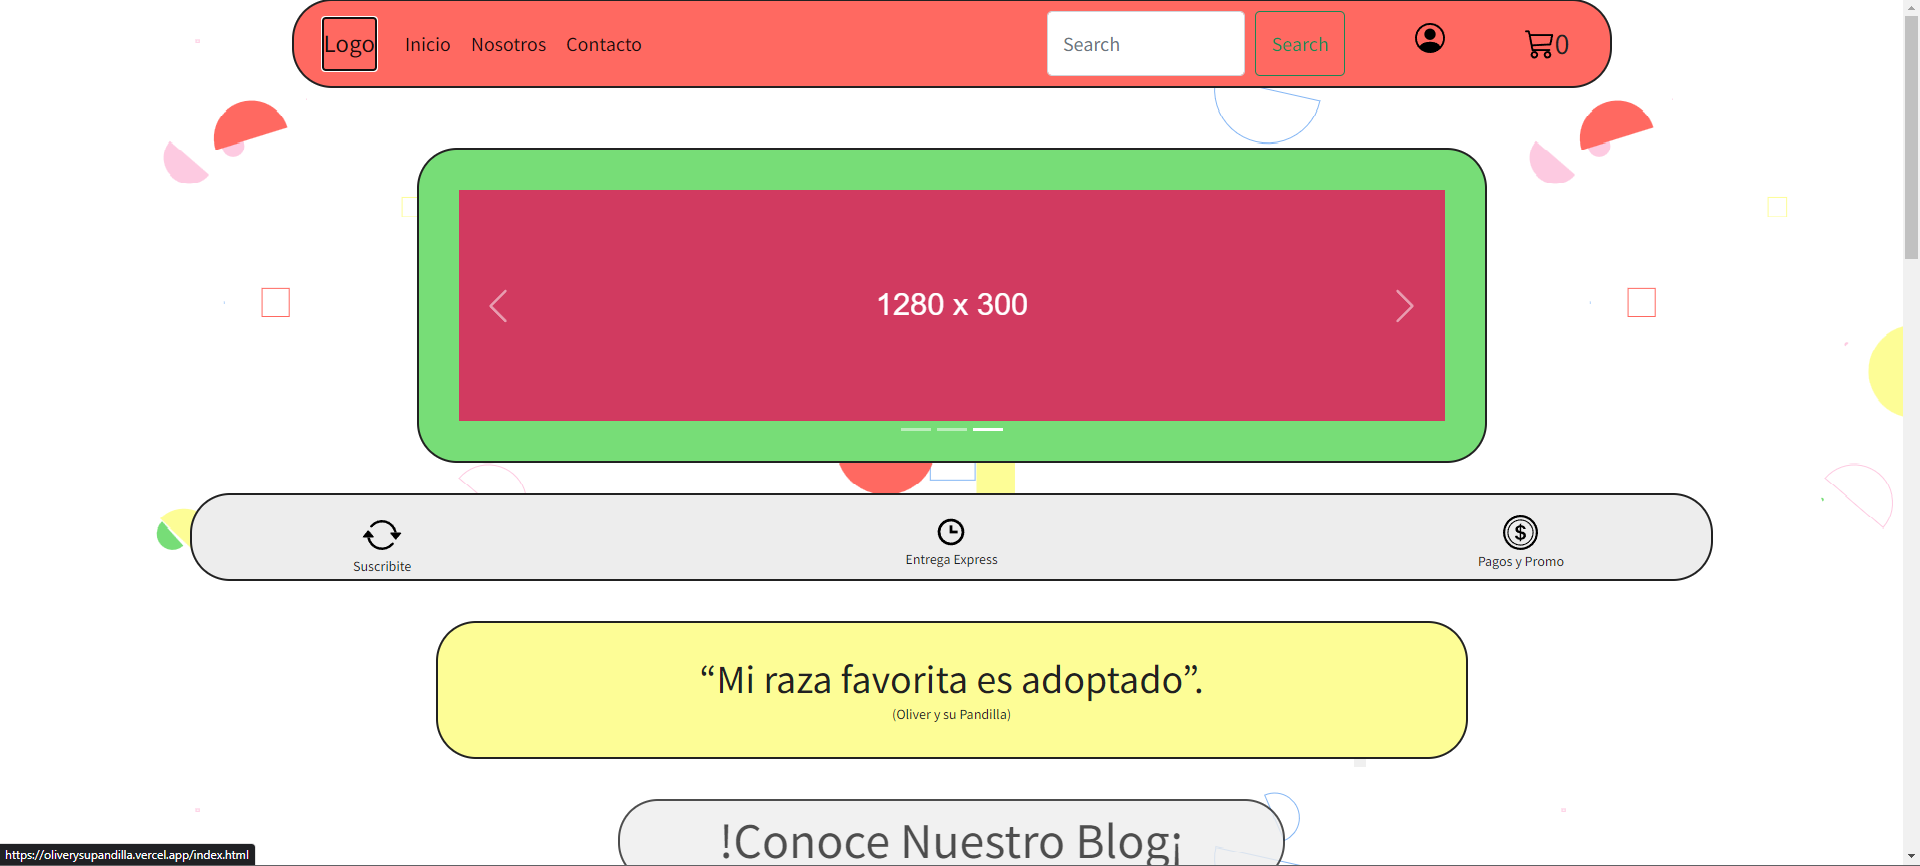 Logo Inicio Nosotros Contacto Search Search 0
1280 x 300
Suscribite Entrega Express Pagos y Promo
“Mi raza favorita es adoptado”.
(Oliver y su Pandilla)
!Conoce Nuestro Blog¡
https://oliverysupandilla.vercel.app/index.html